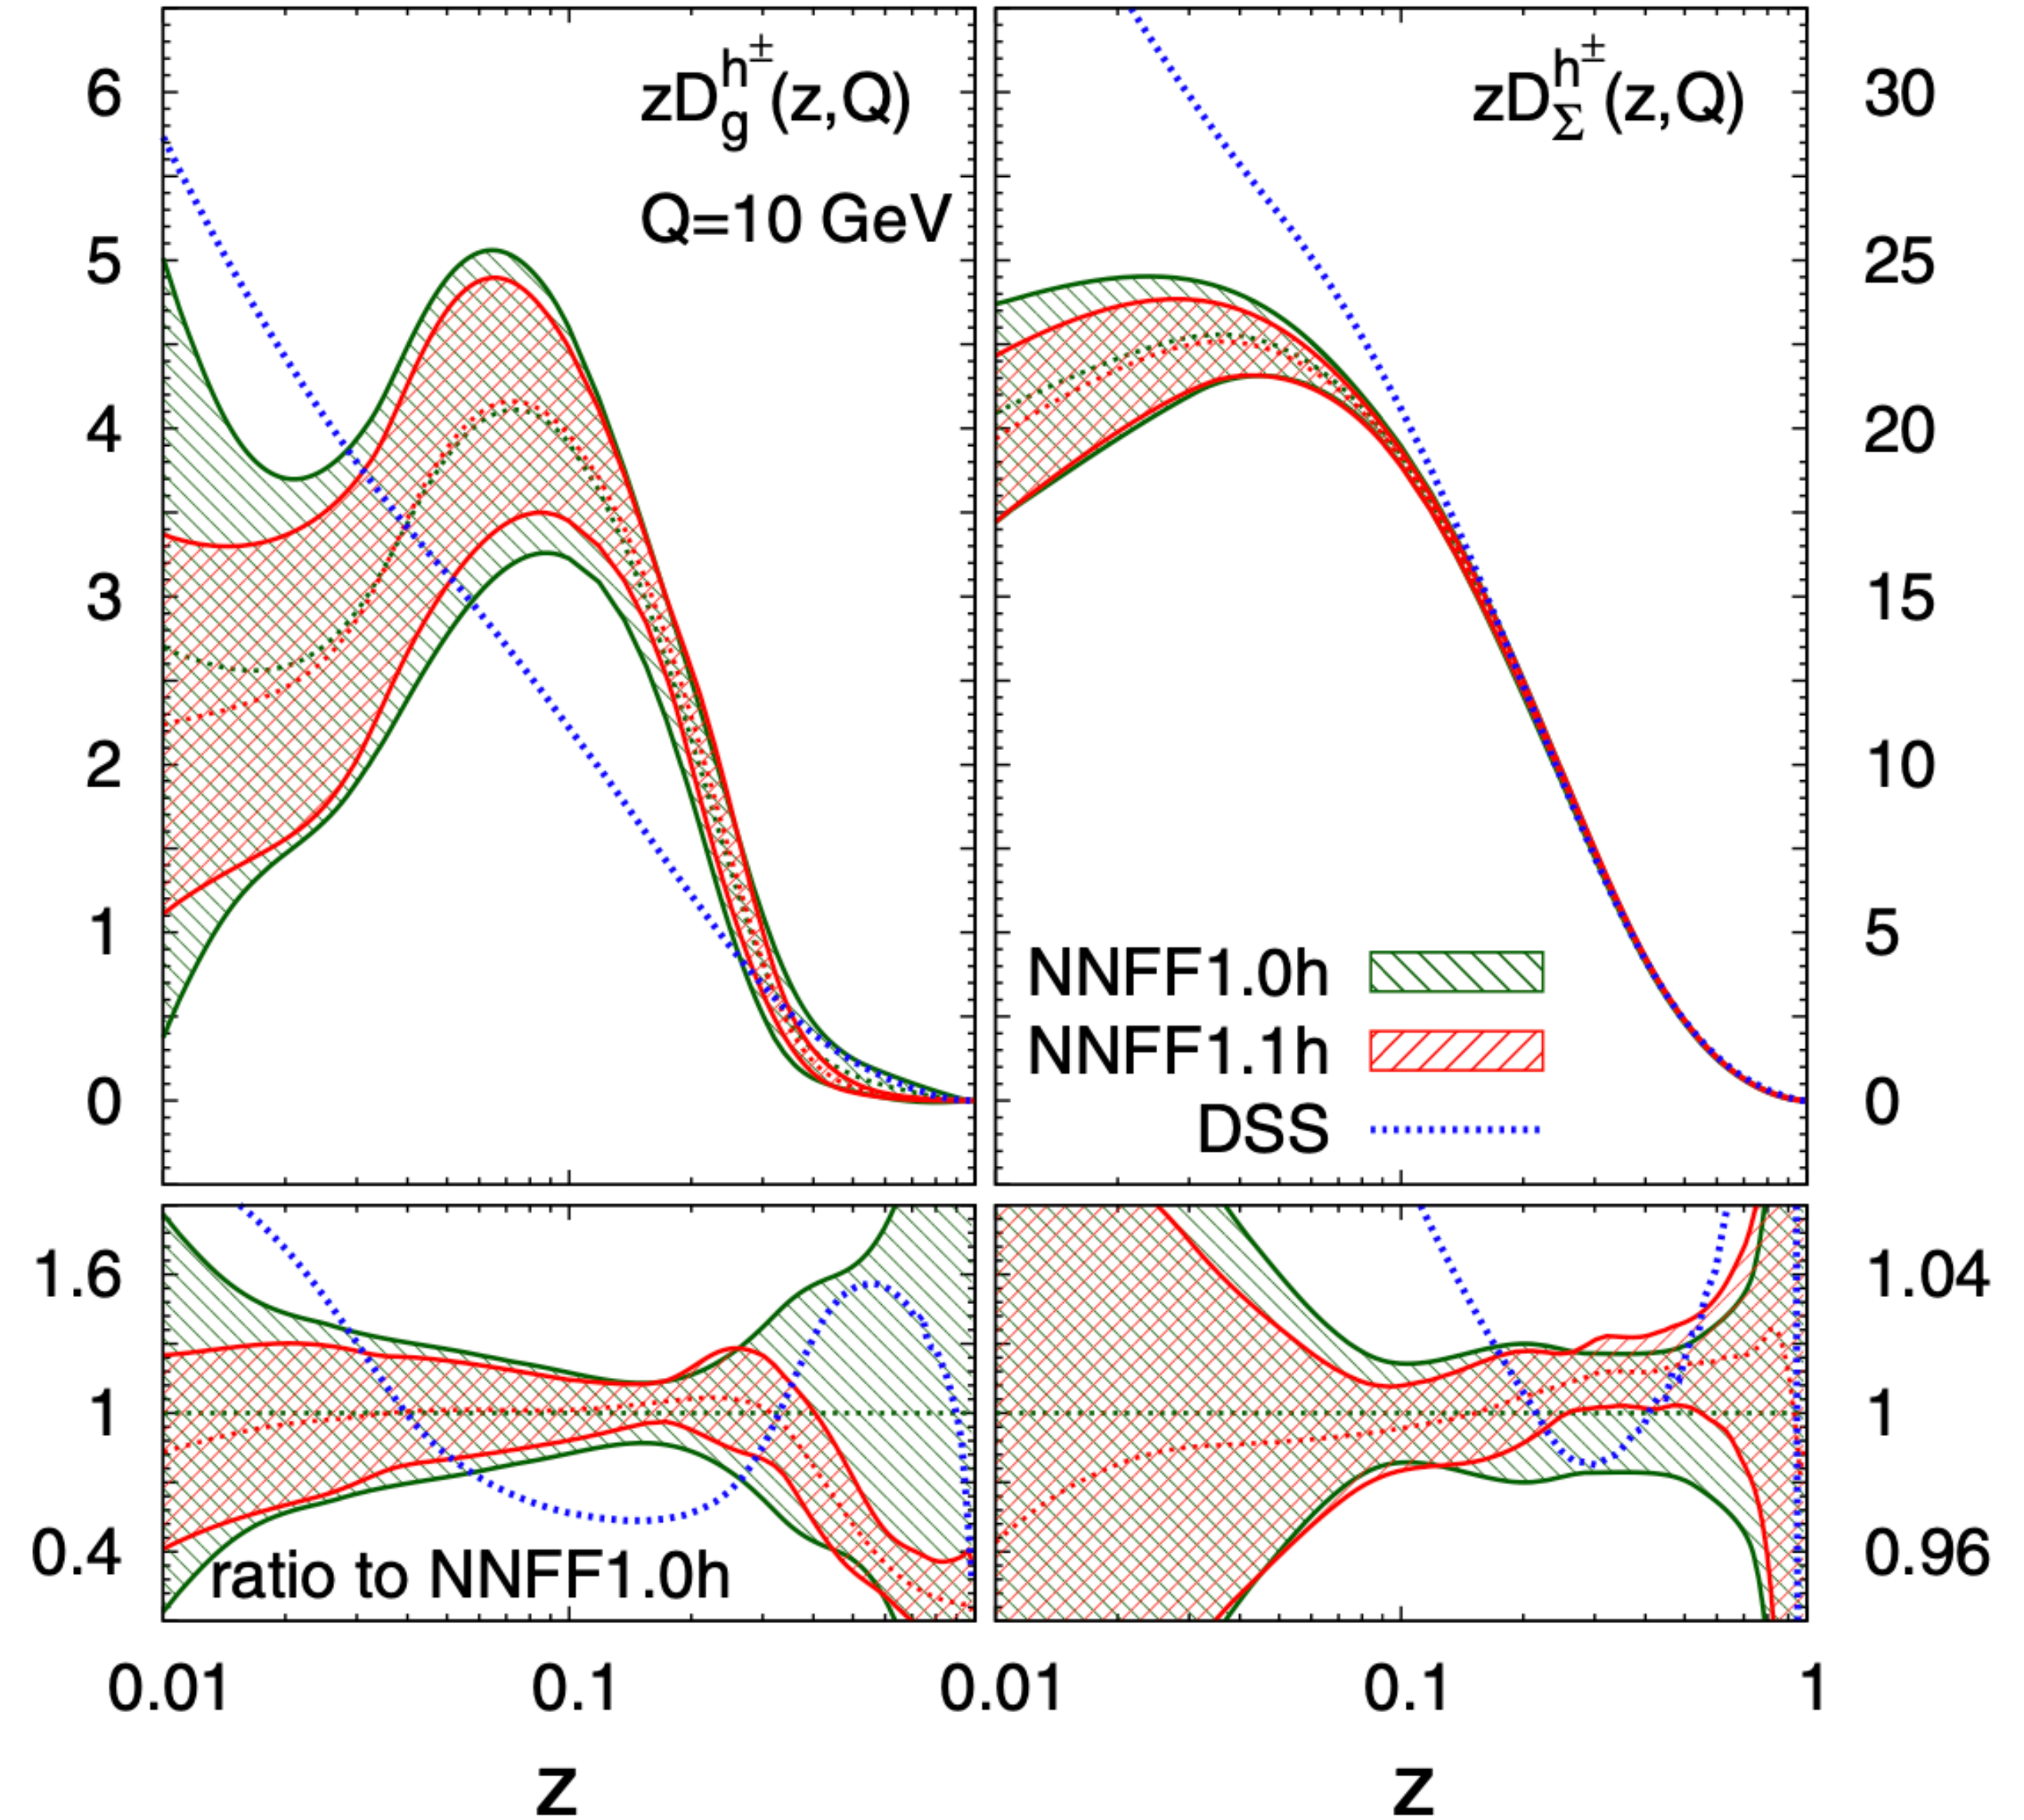 zD_g^{h^±}(z,Q)
Q=10 GeV
6
5
4
3
2
1
0
zD_Σ^{h^±}(z,Q)
30
25
20
15
10
5
0
NNFF1.0h
NNFF1.1h
DSS
1.6
1
0.4
ratio to NNFF1.0h
1.04
1
0.96
0.01 0.1 0.01 0.1 1
z z